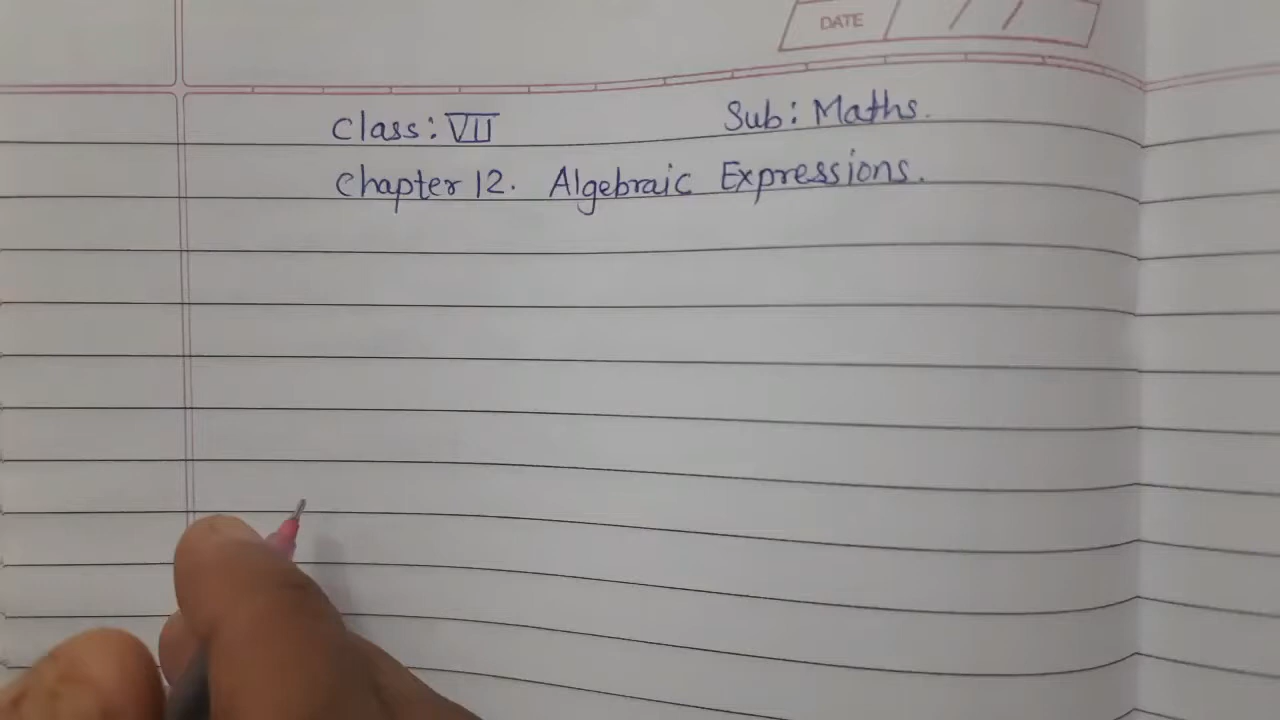 DATE / /
Class: VII Sub: Maths.
Chapter 12. Algebraic Expressions.